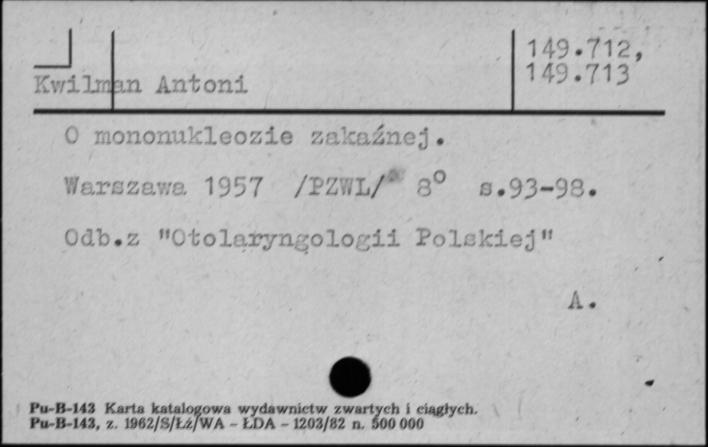 149.712,
149.713
Kwilman Antoni
O mononukleozie zakaźnej.
Warszawa 1957 /PZWL/ 8° s.93-98.
Odb.z "Otolaryngologii Polskiej"
A.
Pu-B-143 Karta katalogowa wydawnictw zwartych i ciągłych.
Pu-B-143, z. 1962/S/Łż/WA - ŁDA - 1203/82 n. 500 000